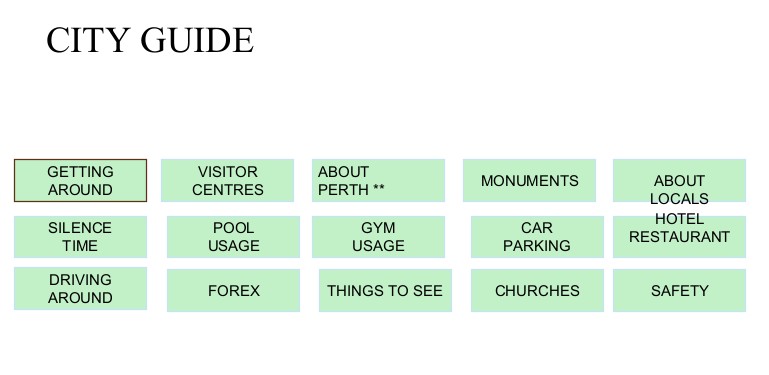 CITY GUIDE
GETTING
AROUND
VISITOR
CENTRES
ABOUT
PERTH **
MONUMENTS
ABOUT
LOCALS
SILENCE
TIME
POOL
USAGE
GYM
USAGE
CAR
PARKING
HOTEL
RESTAURANT
DRIVING
AROUND
FOREX
THINGS TO SEE
CHURCHES
SAFETY